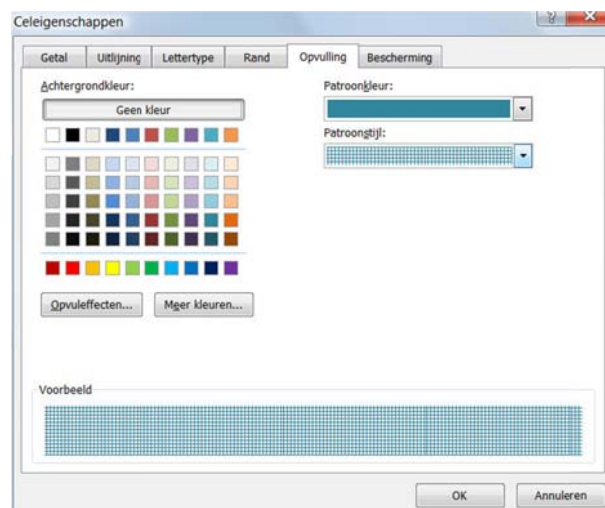 Celeigenschappen
Getal Uitlijning Lettertype Rand Opvulling Bescherming
Achtergrondkleur:
Geen kleur
Patroonkleur:
Patroonstijl:
Opvuleffecten... Meer kleuren...
Voorbeeld
OK Annuleren